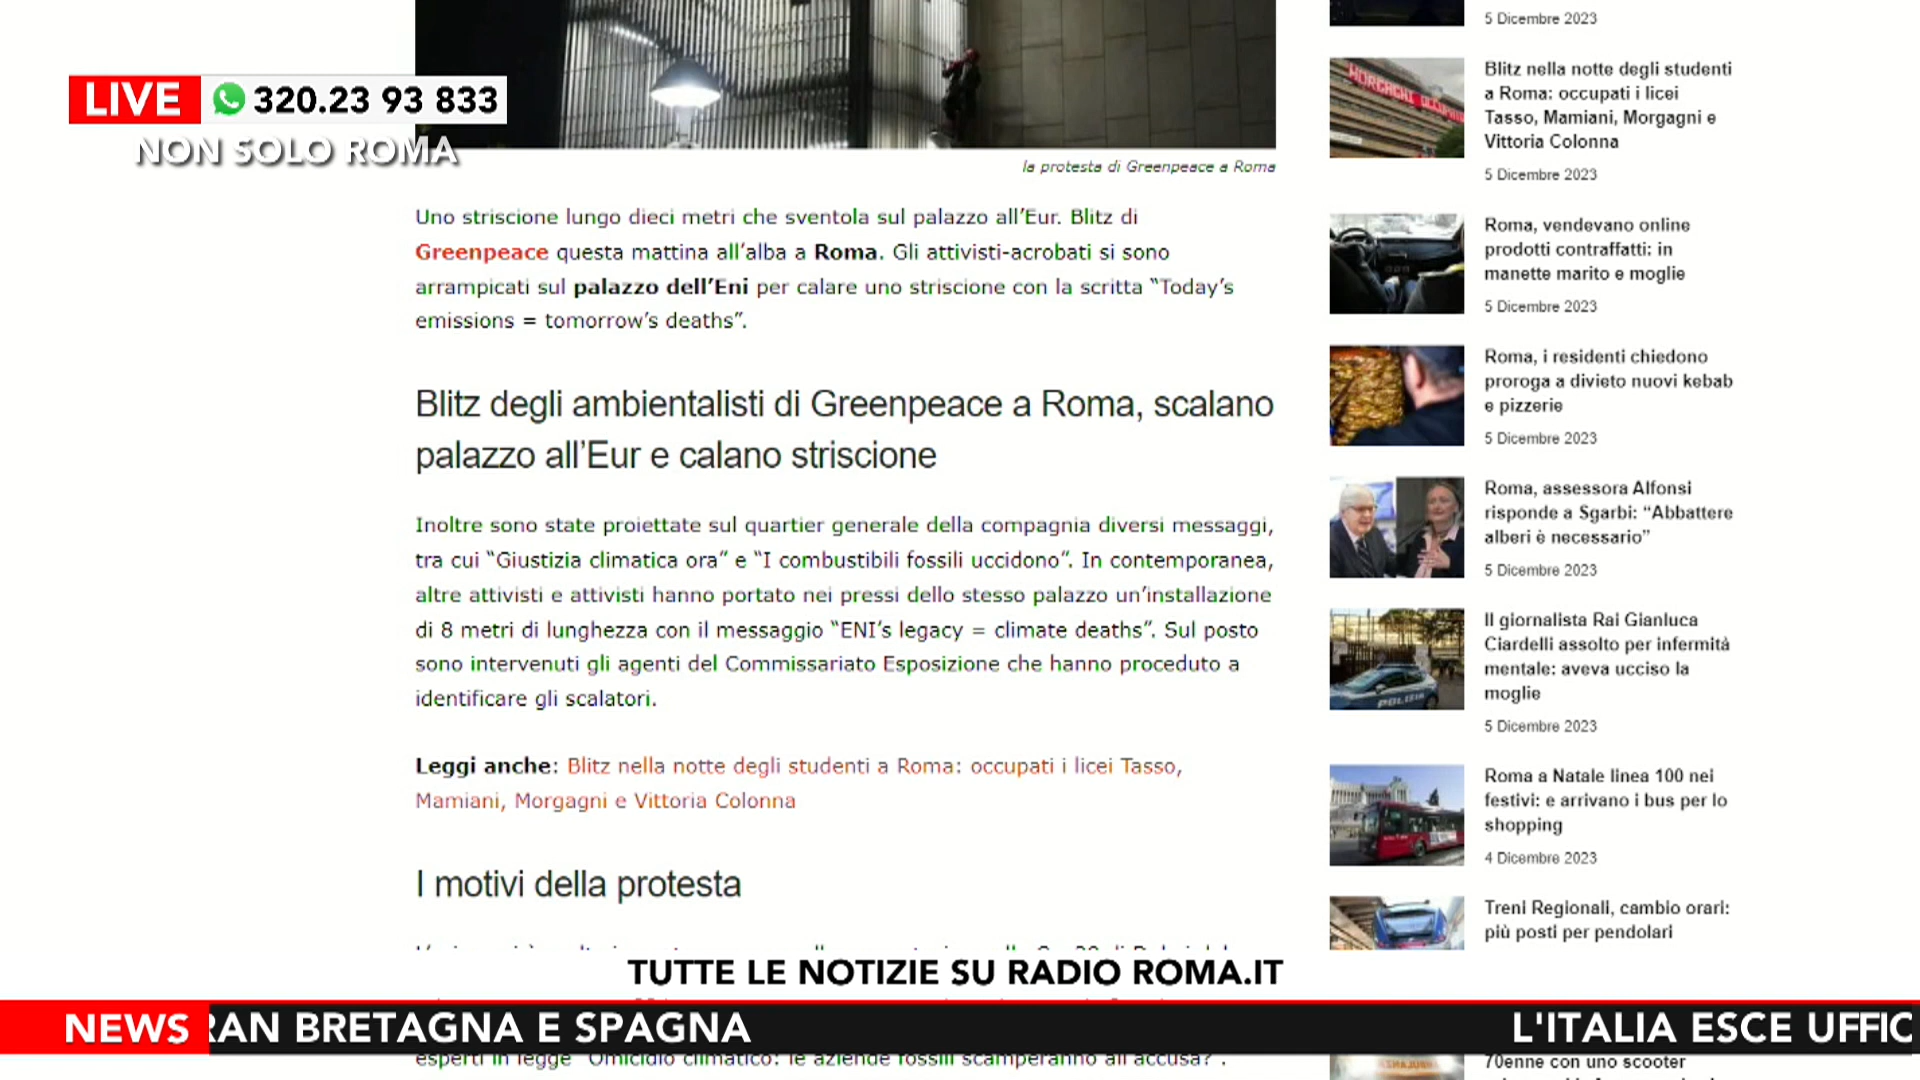 LIVE 320.23 93 833
NON SOLO ROMA
la protesta di Greenpeace a Roma
Uno striscione lungo dieci metri che sventola sul palazzo all’Eur. Blitz di
Greenpeace questa mattina all’alba a Roma. Gli attivisti-acrobati si sono
arrampicati sul palazzo dell’Eni per calare uno striscione con la scritta “Today’s
emissions = tomorrow’s deaths”.
Blitz degli ambientalisti di Greenpeace a Roma, scalano
palazzo all’Eur e calano striscione
Inoltre sono state proiettate sul quartier generale della compagnia diversi messaggi,
tra cui “Giustizia climatica ora” e “I combustibili fossili uccidono”. In contemporanea,
altre attivisti e attivisti hanno portato nei pressi dello stesso palazzo un’installazione
di 8 metri di lunghezza con il messaggio “ENI’s legacy = climate deaths”. Sul posto
sono intervenuti gli agenti del Commissariato Esposizione che hanno proceduto a
identificare gli scalatori.
Leggi anche: Blitz nella notte degli studenti a Roma: occupati i licei Tasso,
Mamiani, Morgagni e Vittoria Colonna
I motivi della protesta
5 Dicembre 2023
Blitz nella notte degli studenti
a Roma: occupati i licei
Tasso, Mamiani, Morgagni e
Vittoria Colonna
5 Dicembre 2023
Roma, vendevano online
prodotti contraffatti: in
manette marito e moglie
5 Dicembre 2023
Roma, i residenti chiedono
proroga a divieto nuovi kebab
e pizzerie
5 Dicembre 2023
Roma, assessora Alfonsi
risponde a Sgarbi: “Abbattere
alberi è necessario”
5 Dicembre 2023
Il giornalista Rai Gianluca
Ciardelli assolto per infermità
mentale: aveva ucciso la
moglie
5 Dicembre 2023
POLIZIA
Roma a Natale linea 100 nei
festivi: e arrivano i bus per lo
shopping
4 Dicembre 2023
Treni Regionali, cambio orari:
più posti per pendolari
TUTTE LE NOTIZIE SU RADIO ROMA.IT
NEWS RAN BRETAGNA E SPAGNA L'ITALIA ESCE UFFIC
esperti in legge “Omicidio climatico: le aziende fossili scamperanno all’accusa?”.
70enne con uno scooter